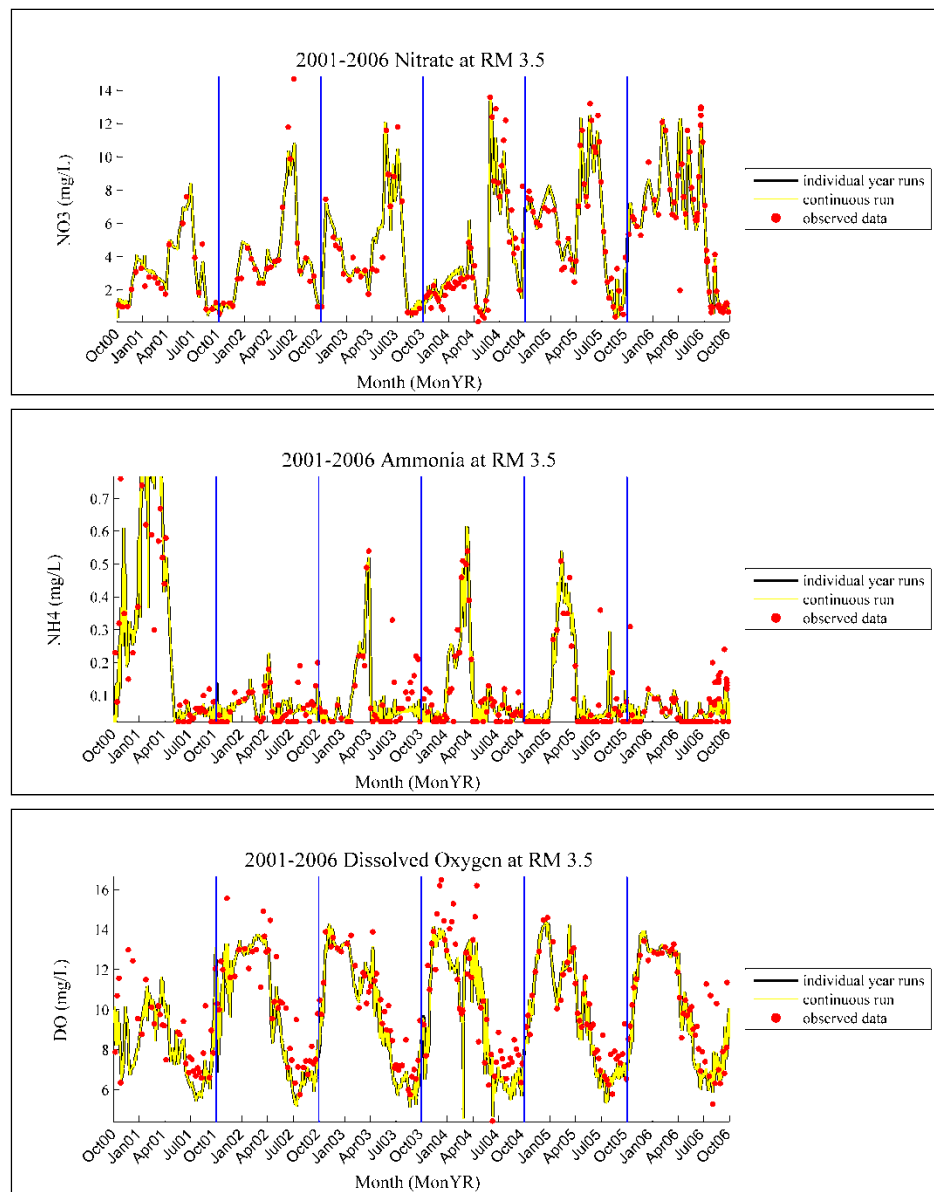 2001-2006 Nitrate at RM 3.5
14
12
10
8
6
4
2
NO3 (mg/L)
Oct00 Jan01 Apr01 Jul01 Oct01 Jan02 Apr02 Jul02 Oct02 Jan03 Apr03 Jul03 Oct03 Jan04 Apr04 Jul04 Oct04 Jan05 Apr05 Jul05 Oct05 Jan06 Apr06 Jul06 Oct06
Month (MonYR)
individual year runs
continuous run
observed data
2001-2006 Ammonia at RM 3.5
0.7
0.6
0.5
0.4
0.3
0.2
0.1
NH4 (mg/L)
Oct00 Jan01 Apr01 Jul01 Oct01 Jan02 Apr02 Jul02 Oct02 Jan03 Apr03 Jul03 Oct03 Jan04 Apr04 Jul04 Oct04 Jan05 Apr05 Jul05 Oct05 Jan06 Apr06 Jul06 Oct06
Month (MonYR)
individual year runs
continuous run
observed data
2001-2006 Dissolved Oxygen at RM 3.5
16
14
12
10
8
6
DO (mg/L)
Oct00 Jan01 Apr01 Jul01 Oct01 Jan02 Apr02 Jul02 Oct02 Jan03 Apr03 Jul03 Oct03 Jan04 Apr04 Jul04 Oct04 Jan05 Apr05 Jul05 Oct05 Jan06 Apr06 Jul06 Oct06
Month (MonYR)
individual year runs
continuous run
observed data